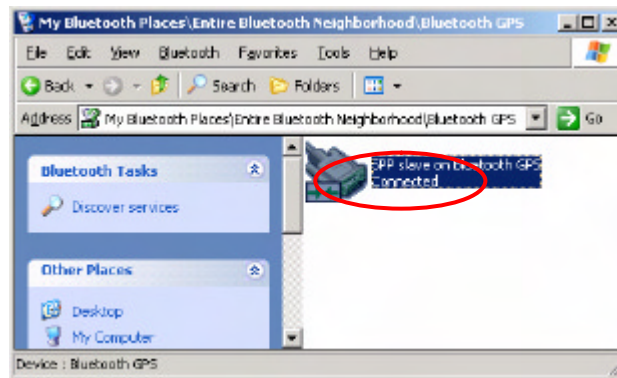 My Bluetooth Places\Entire Bluetooth Neighborhood\Bluetooth GPS
File Edit View Bluetooth Favorites Tools Help
Back Search Folders
Address My Bluetooth Places\Entire Bluetooth Neighborhood\Bluetooth GPS Go
Bluetooth Tasks
Discover services
Other Places
Desktop
My Computer
SPP slave on Bluetooth GPS
Connected
Device : Bluetooth GPS